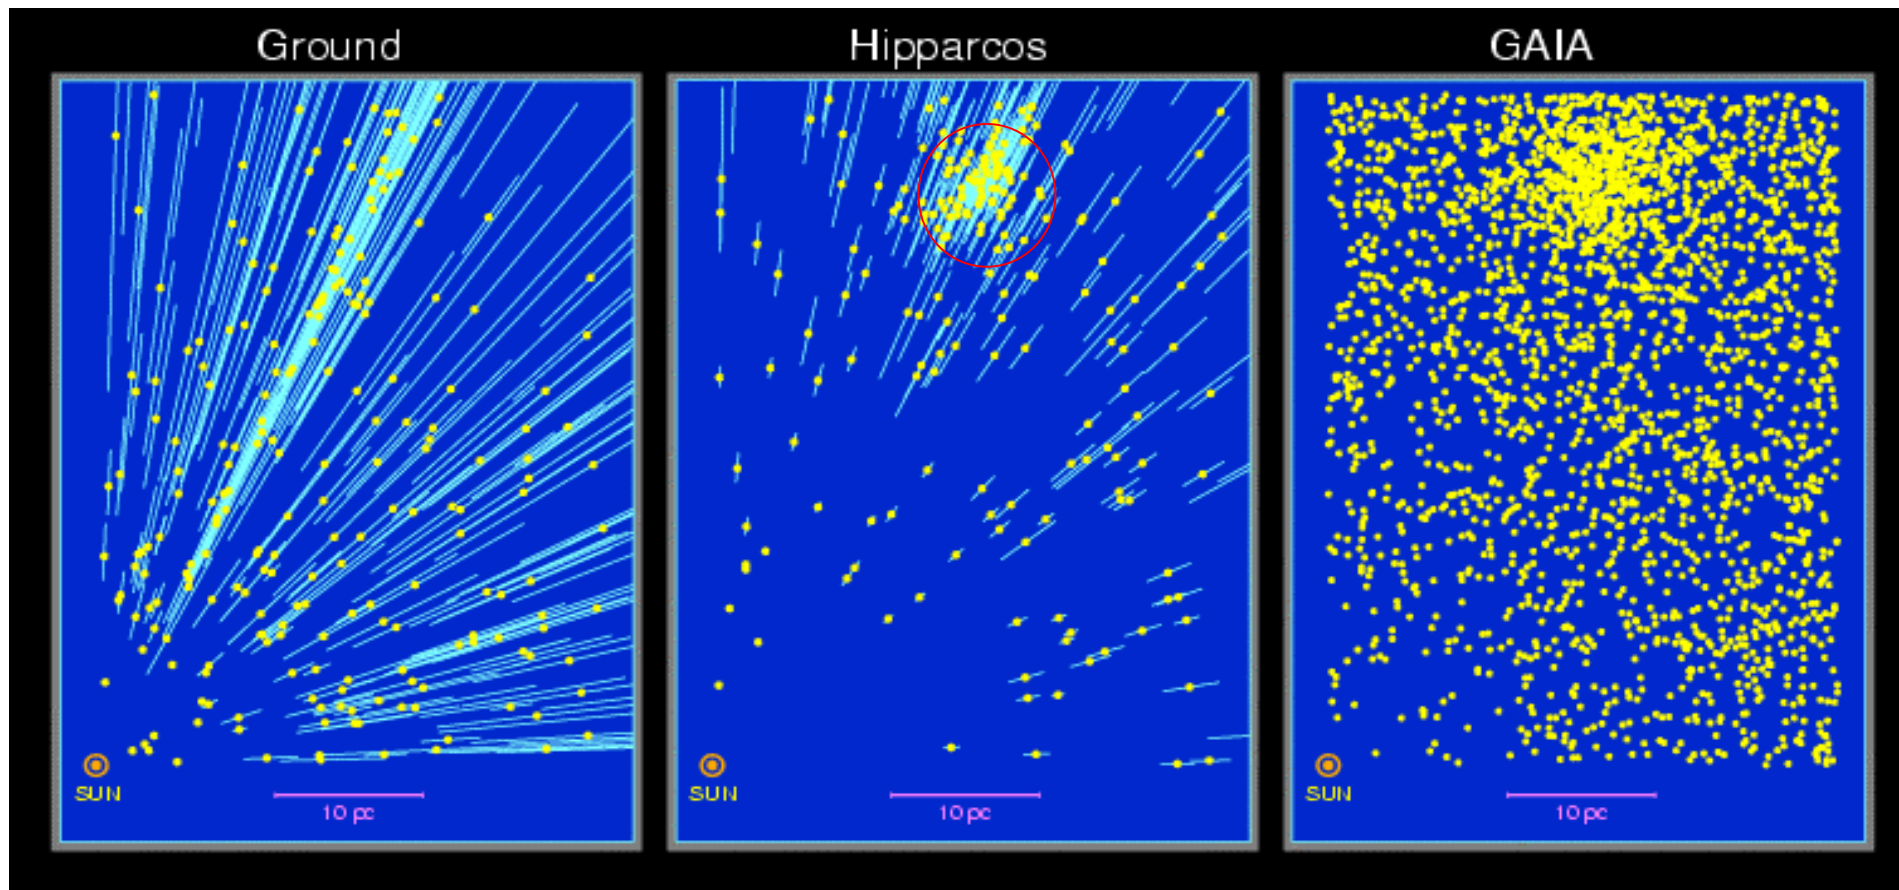 Ground
Hipparcos
GAIA
SUN
10 pc
SUN
10 pc
SUN
10 pc